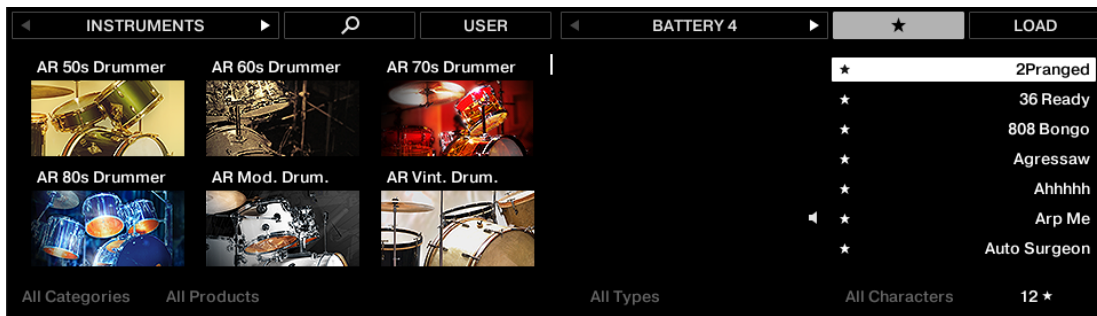 INSTRUMENTS USER BATTERY 4 ★ LOAD
AR 50s Drummer AR 60s Drummer AR 70s Drummer
★ 2Pranged
★ 36 Ready
★ 808 Bongo
★ Agressaw
AR 80s Drummer AR Mod. Drum. AR Vint. Drum.
★ Ahhhhh
★ Arp Me
★ Auto Surgeon
All Categories All Products All Types All Characters 12 ★